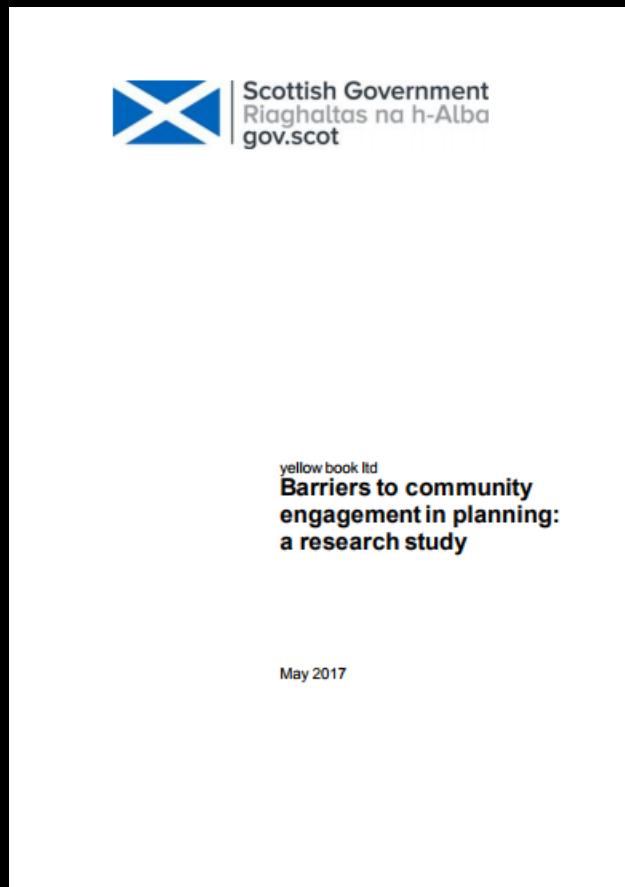 Scottish Government
Riaghaltas na h-Alba
gov.scot
yellow book ltd
Barriers to community
engagement in planning:
a research study
May 2017